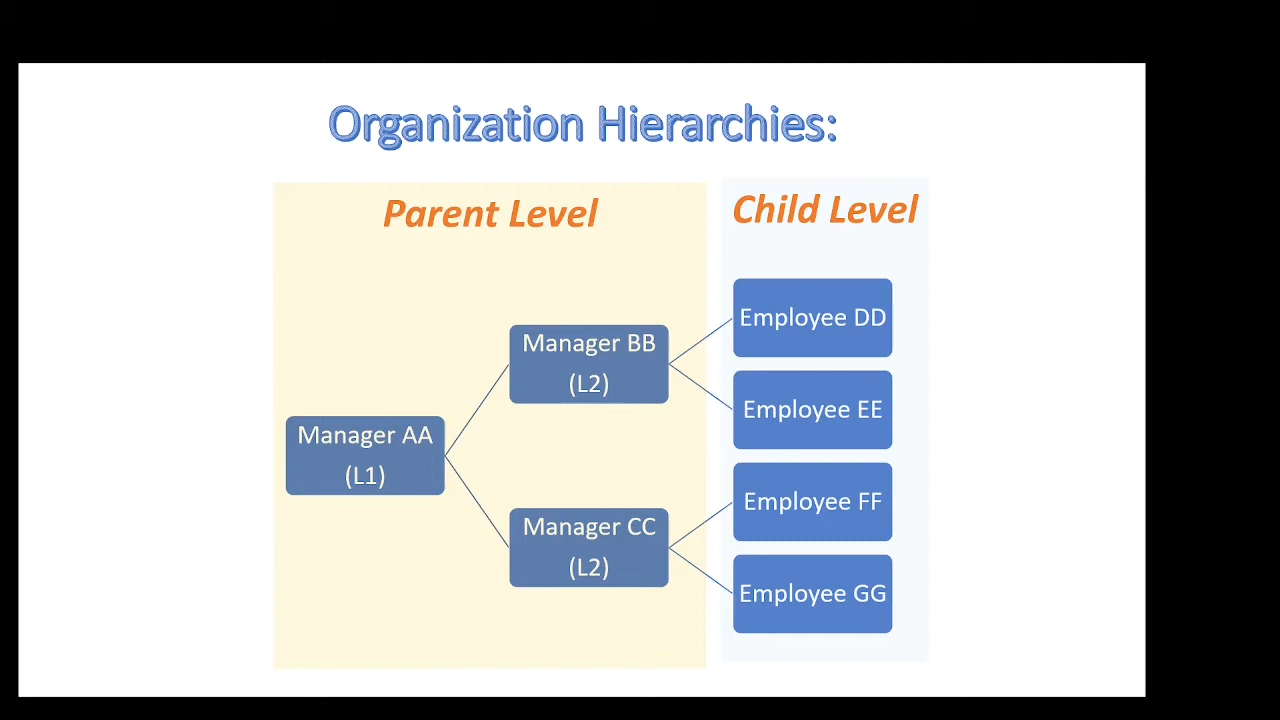 Organization Hierarchies:
Parent Level
Child Level
Manager AA
(L1)
Manager BB
(L2)
Manager CC
(L2)
Employee DD
Employee EE
Employee FF
Employee GG